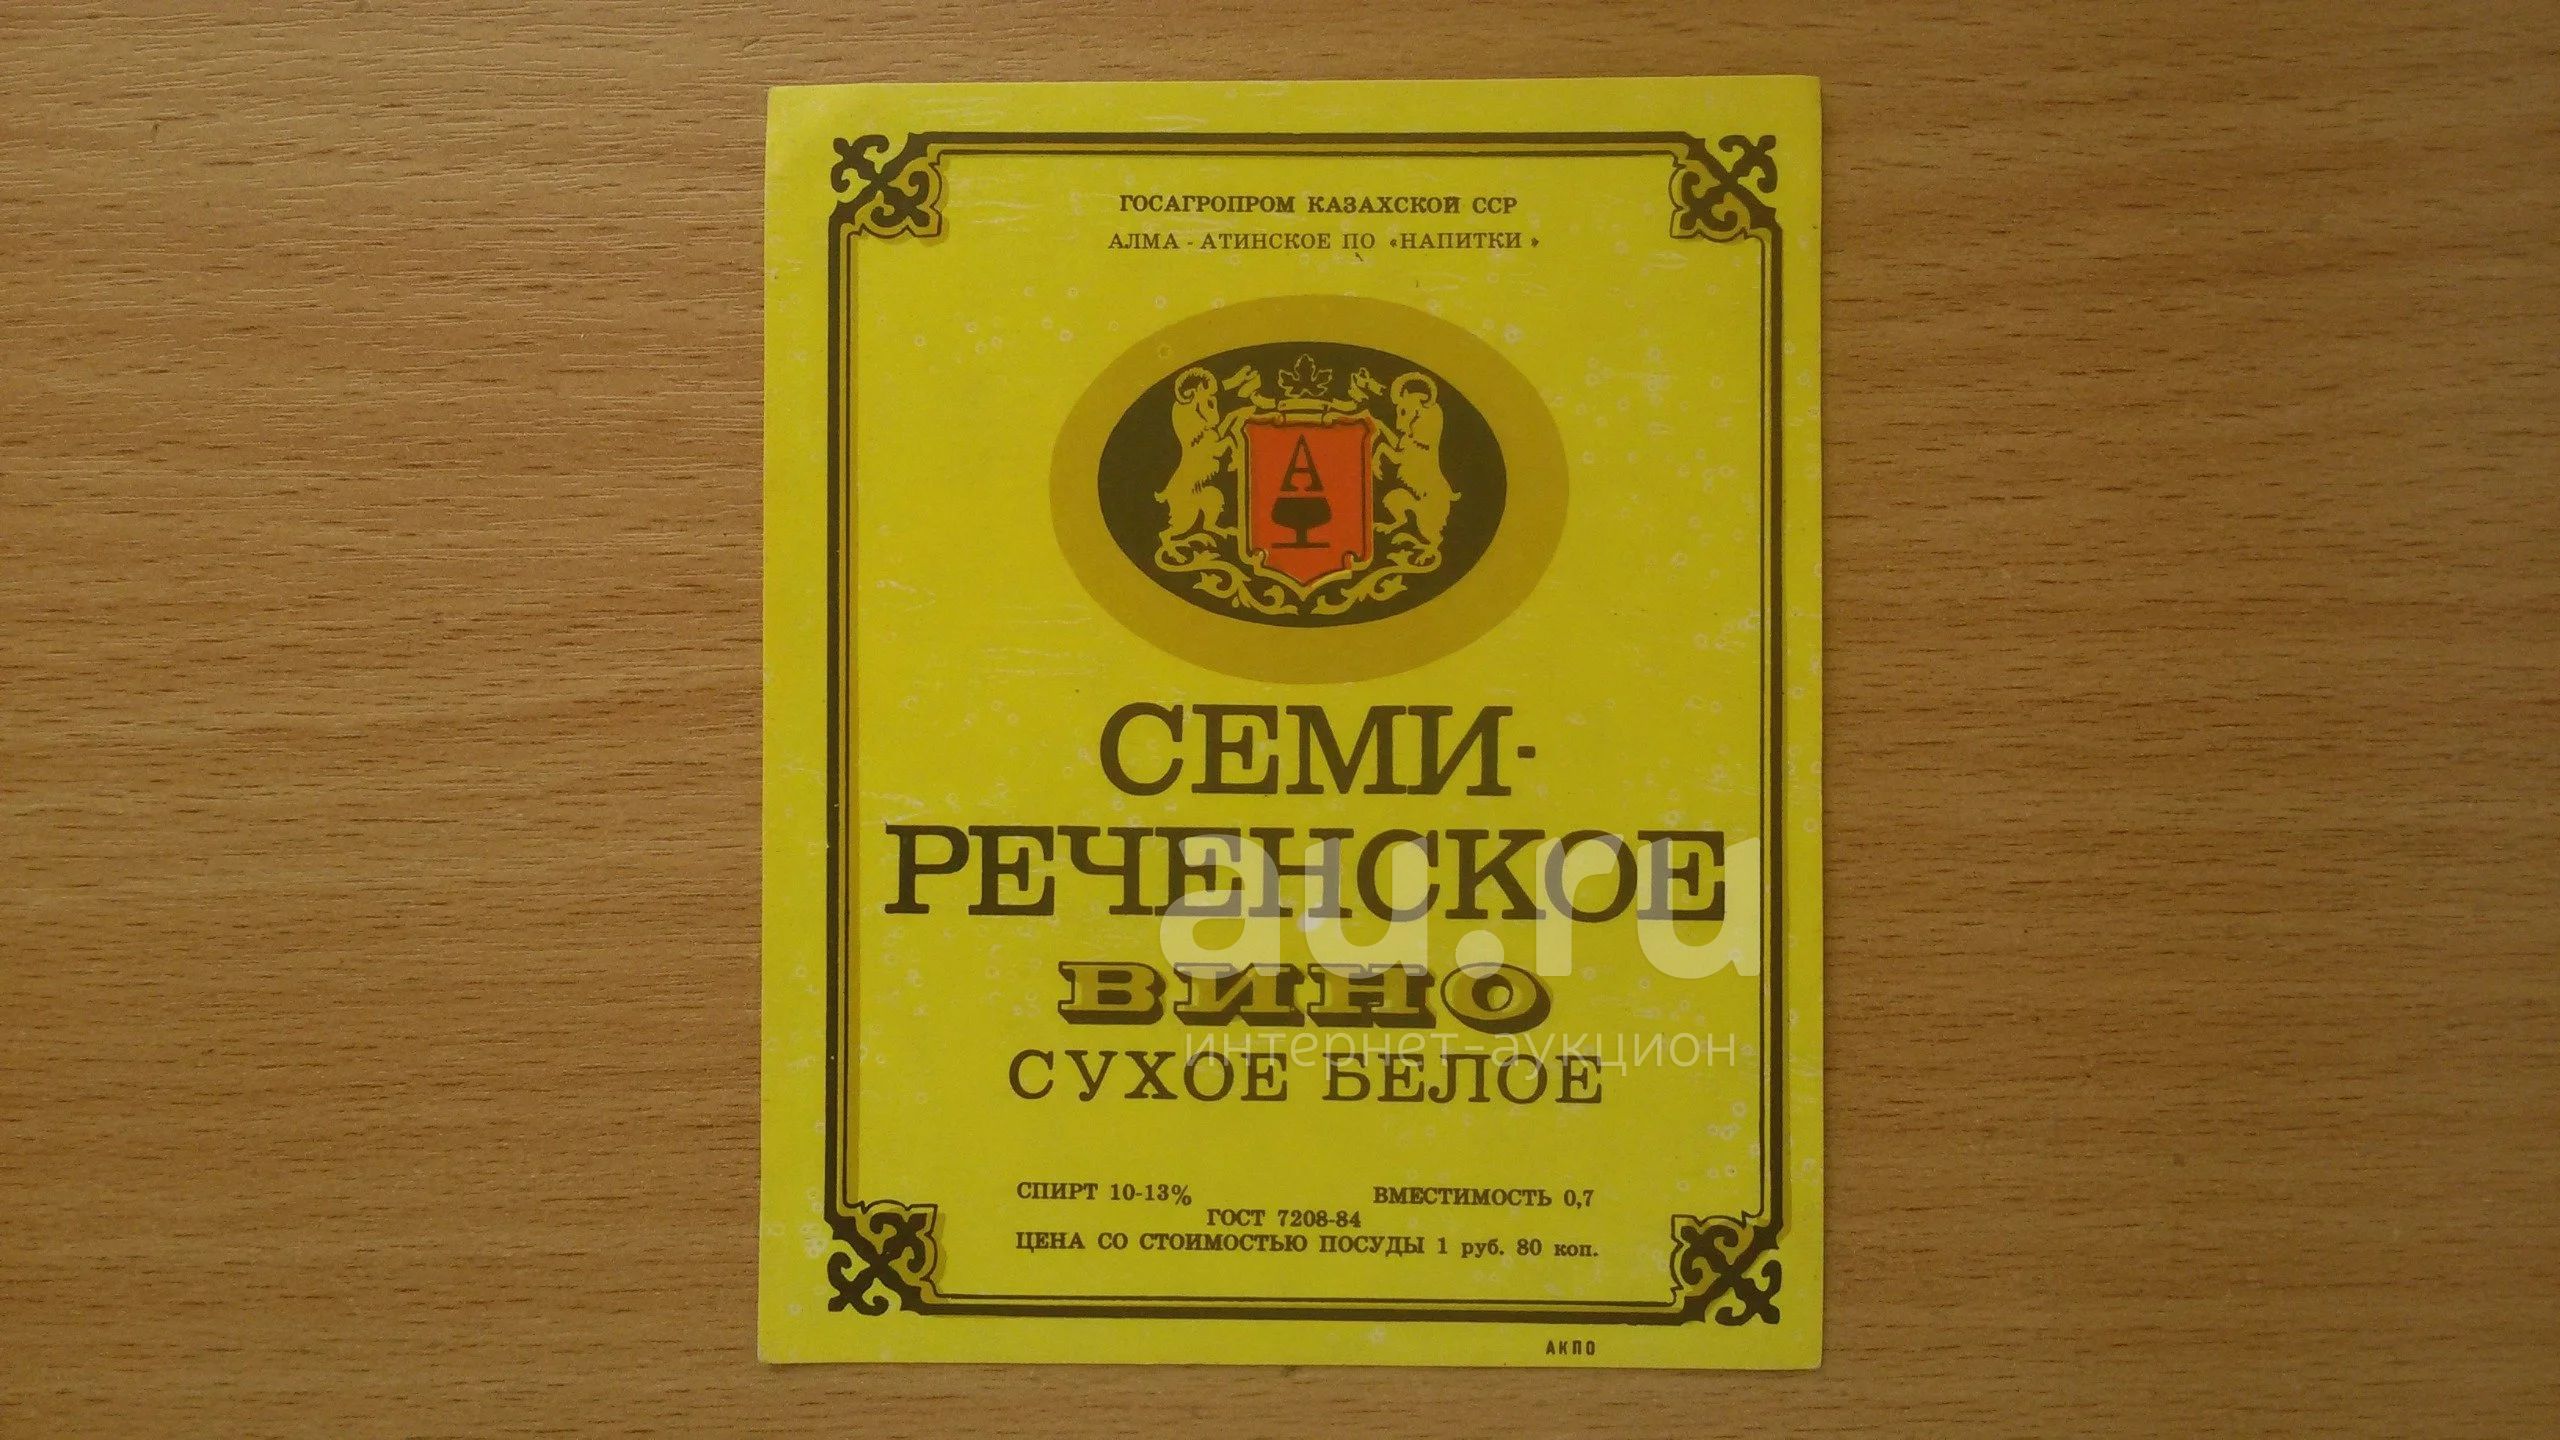 ГОСАГРОПРОМ КАЗАХСКОЙ ССР
АЛМА - АТИНСКОЕ ПО «НАПИТКИ»
А
СЕМИ-
РЕЧЕНСКОЕ
au.ru
ВИНО
интернет-аукцион
СУХОЕ БЕЛОЕ
СПИРТ 10-13% ВМЕСТИМОСТЬ 0,7
ГОСТ 7208-84
ЦЕНА СО СТОИМОСТЬЮ ПОСУДЫ 1 руб. 80 коп.
АКПО